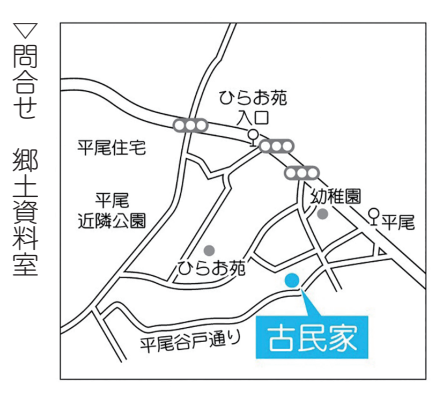 ▽問合せ　郷土資料室
ひらお苑
入口
平尾住宅
幼稚園
平尾
近隣公園
平尾
ひらお苑
古民家
平尾谷戸通り